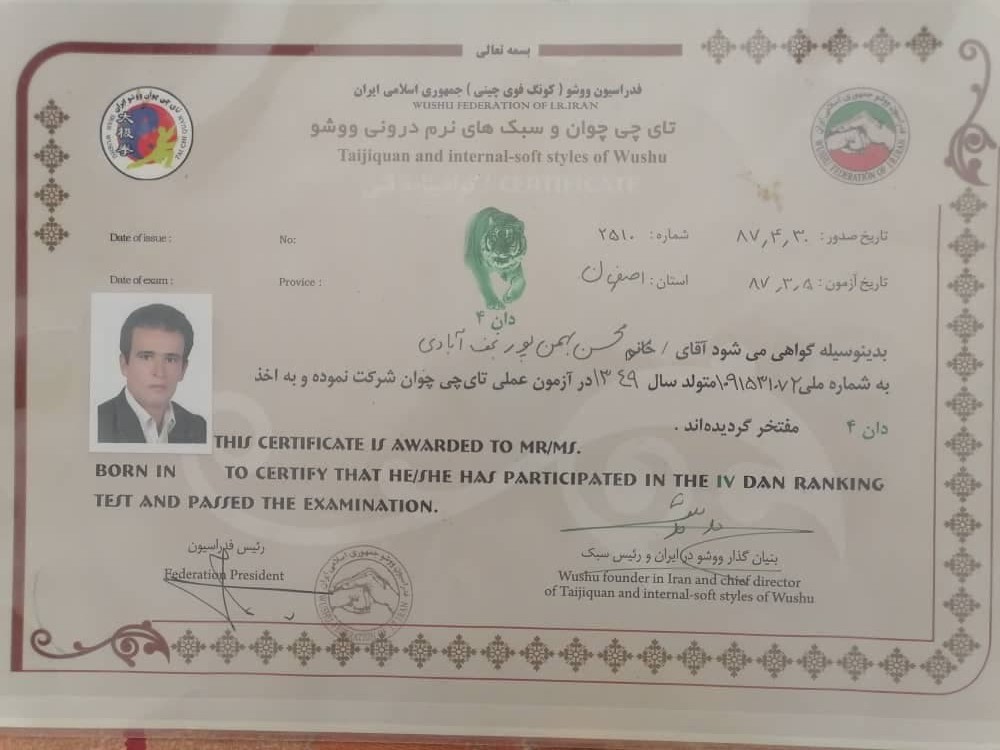 بسمه تعالی
فدراسیون ووشو ( کونگ فوی چینی ) جمهوری اسلامی ایران
WUSHU FEDERATION OF I.R.IRAN
تای چی چوان و سبک های نرم درونی ووشو
Taijiquan and internal-soft styles of Wushu
太极拳
WUSHU FEDERATION OF I.R.IRAN
CERTIFICATE
تاریخ صدور : ۸۷,۴,۳۰ شماره : ۲۵۱۰ No: Date of issue :
تاریخ آزمون : ۸۷,۳,۵ استان : اصفهان Provice : Date of exam :
دان ۴
بدینوسیله گواهی می شود آقای / خانم محسن بهمن پور نجف آبادی
به شماره ملی متولد سال ۱۳۴۹ در آزمون عملی تای‌چی چوان شرکت نموده و به اخذ
دان ۴ مفتخر گردیده‌اند .
THIS CERTIFICATE IS AWARDED TO MR/MS.
BORN IN TO CERTIFY THAT HE/SHE HAS PARTICIPATED IN THE IV DAN RANKING
TEST AND PASSED THE EXAMINATION.
رئیس فدراسیون
Federation President
بنیان گذار ووشو در ایران و رئیس سبک
Wushu founder in Iran and chief director
of Taijiquan and internal-soft styles of Wushu